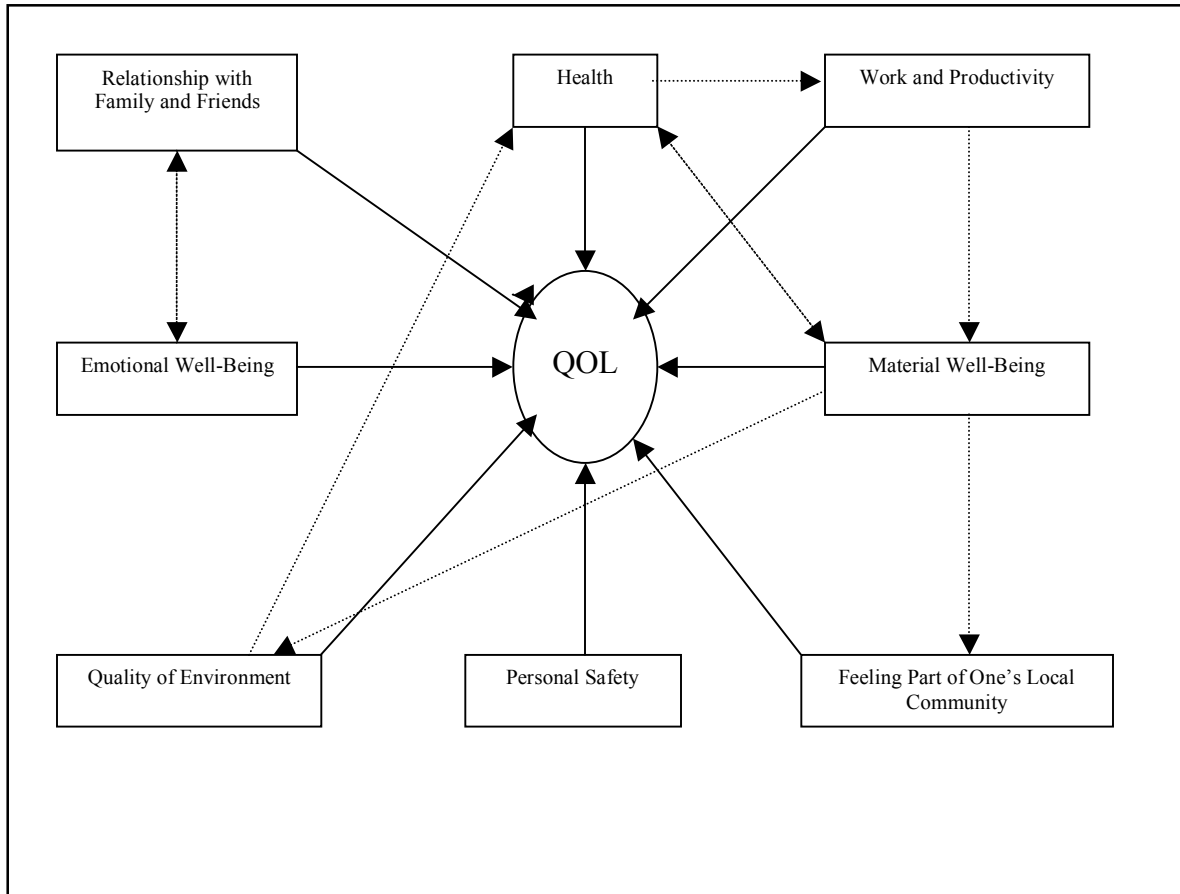 Relationship with
Family and Friends
Health
Work and Productivity
Emotional Well-Being
QOL
Material Well-Being
Quality of Environment
Personal Safety
Feeling Part of One’s Local
Community